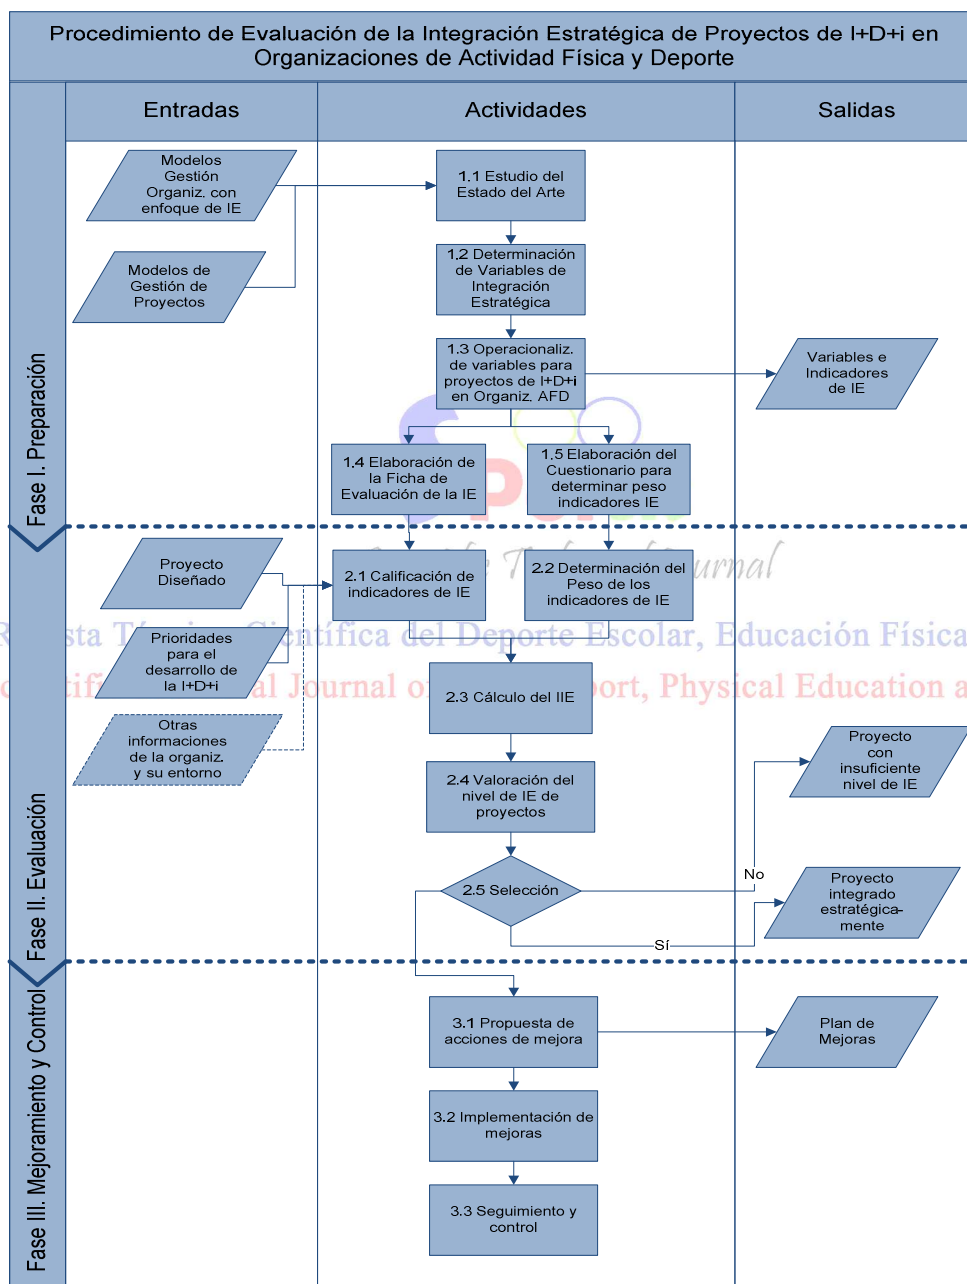 Procedimiento de Evaluación de la Integración Estratégica de Proyectos de I+D+i en
Organizaciones de Actividad Física y Deporte
Entradas
Actividades
Salidas
Fase I. Preparación
Modelos
Gestión
Organiz. con
enfoque de IE
Modelos de
Gestión de
Proyectos
1.1 Estudio del
Estado del Arte
1.2 Determinación
de Variables de
Integración
Estratégica
1.3 Operacionaliz.
de variables para
proyectos de I+D+i
en Organiz. AFD
Variables e
Indicadores
de IE
1.4 Elaboración de
la Ficha de
Evaluación de la IE
1.5 Elaboración del
Cuestionario para
determinar peso
indicadores IE
Fase II. Evaluación
Proyecto
Diseñado
Prioridades
para el
desarrollo de
la I+D+i
Otras
informaciones
de la organiz.
y su entorno
2.1 Calificación de
indicadores de IE
2.2 Determinación del
Peso de los
indicadores de IE
del Deporte Escolar, Educación Física
Journal
Physical Education
2.3 Cálculo del IIE
2.4 Valoración del
nivel de IE de
proyectos
2.5 Selección
No
Sí
Proyecto
con
insuficiente
nivel de IE
Proyecto
integrado
estratégica-
mente
Fase III. Mejoramiento y Control
3.1 Propuesta de
acciones de mejora
Plan de
Mejoras
3.2 Implementación de
mejoras
3.3 Seguimiento y
control